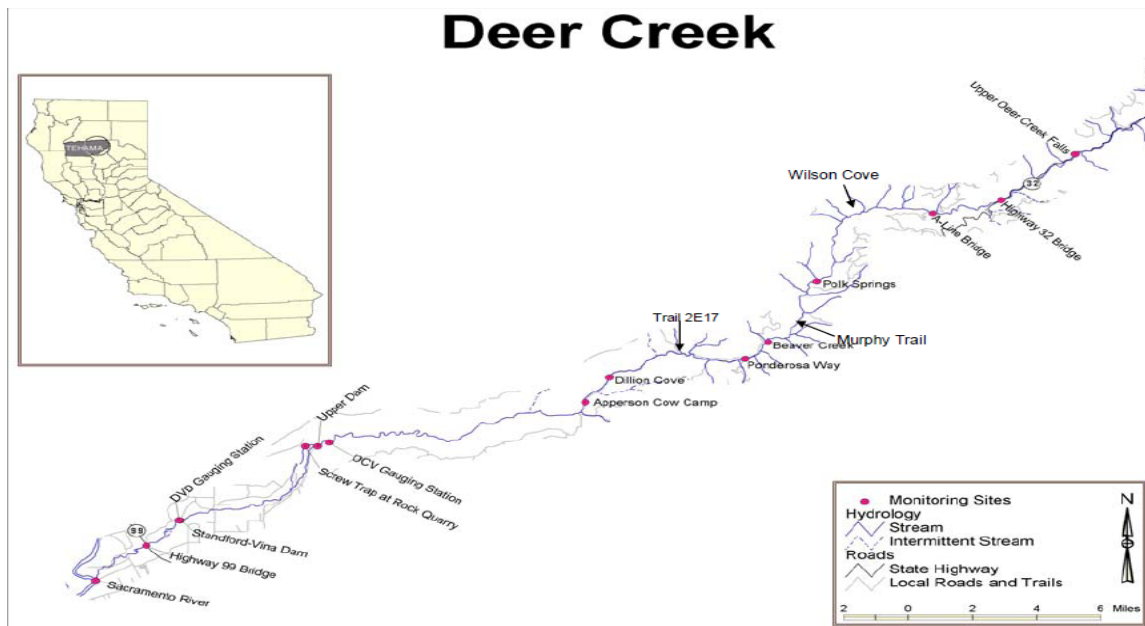 Deer Creek
TEHAMA
Upper Deer Creek Falls
Wilson Cove
32
Highway 32 Bridge
A-Line Bridge
Polk Springs
Trail 2E17
Murphy Trail
Beaver Creek
Ponderosa Way
Dillion Cove
Apperson Cow Camp
Upper Dam
DCV Gauging Station
DVD Gauging Station
Screw Trap at Rock Quarry
99
Standford-Vina Dam
Highway 99 Bridge
Sacramento River
Monitoring Sites
N
Hydrology
Stream
Intermittent Stream
Roads
State Highway
Local Roads and Trails
2 0 2 4 6 Miles